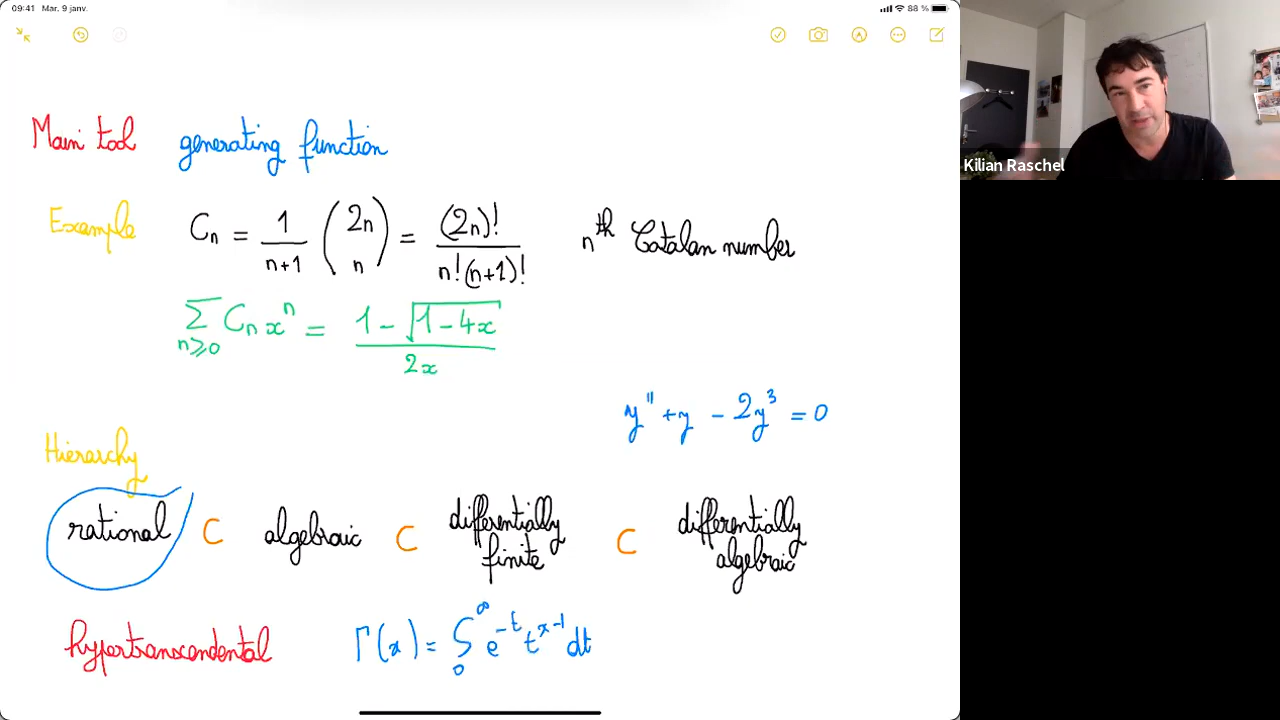 09:41 Mar. 9 janv. 88 %
Main tool generating function
Example Cn = 1/(n+1) (2n n) = (2n)!/(n!(n+1)!) nth Catalan number
∑n≥0 Cn xⁿ = (1 - √(1 - 4x))/(2x)
y'' + y - 2y³ = 0
Hierarchy
rational ⊂ algebraic ⊂ differentially finite ⊂ differentially algebraic
hypertranscendental Γ(x) = ∫₀^∞ e^(-t) t^(x-1) dt
Kilian Raschel